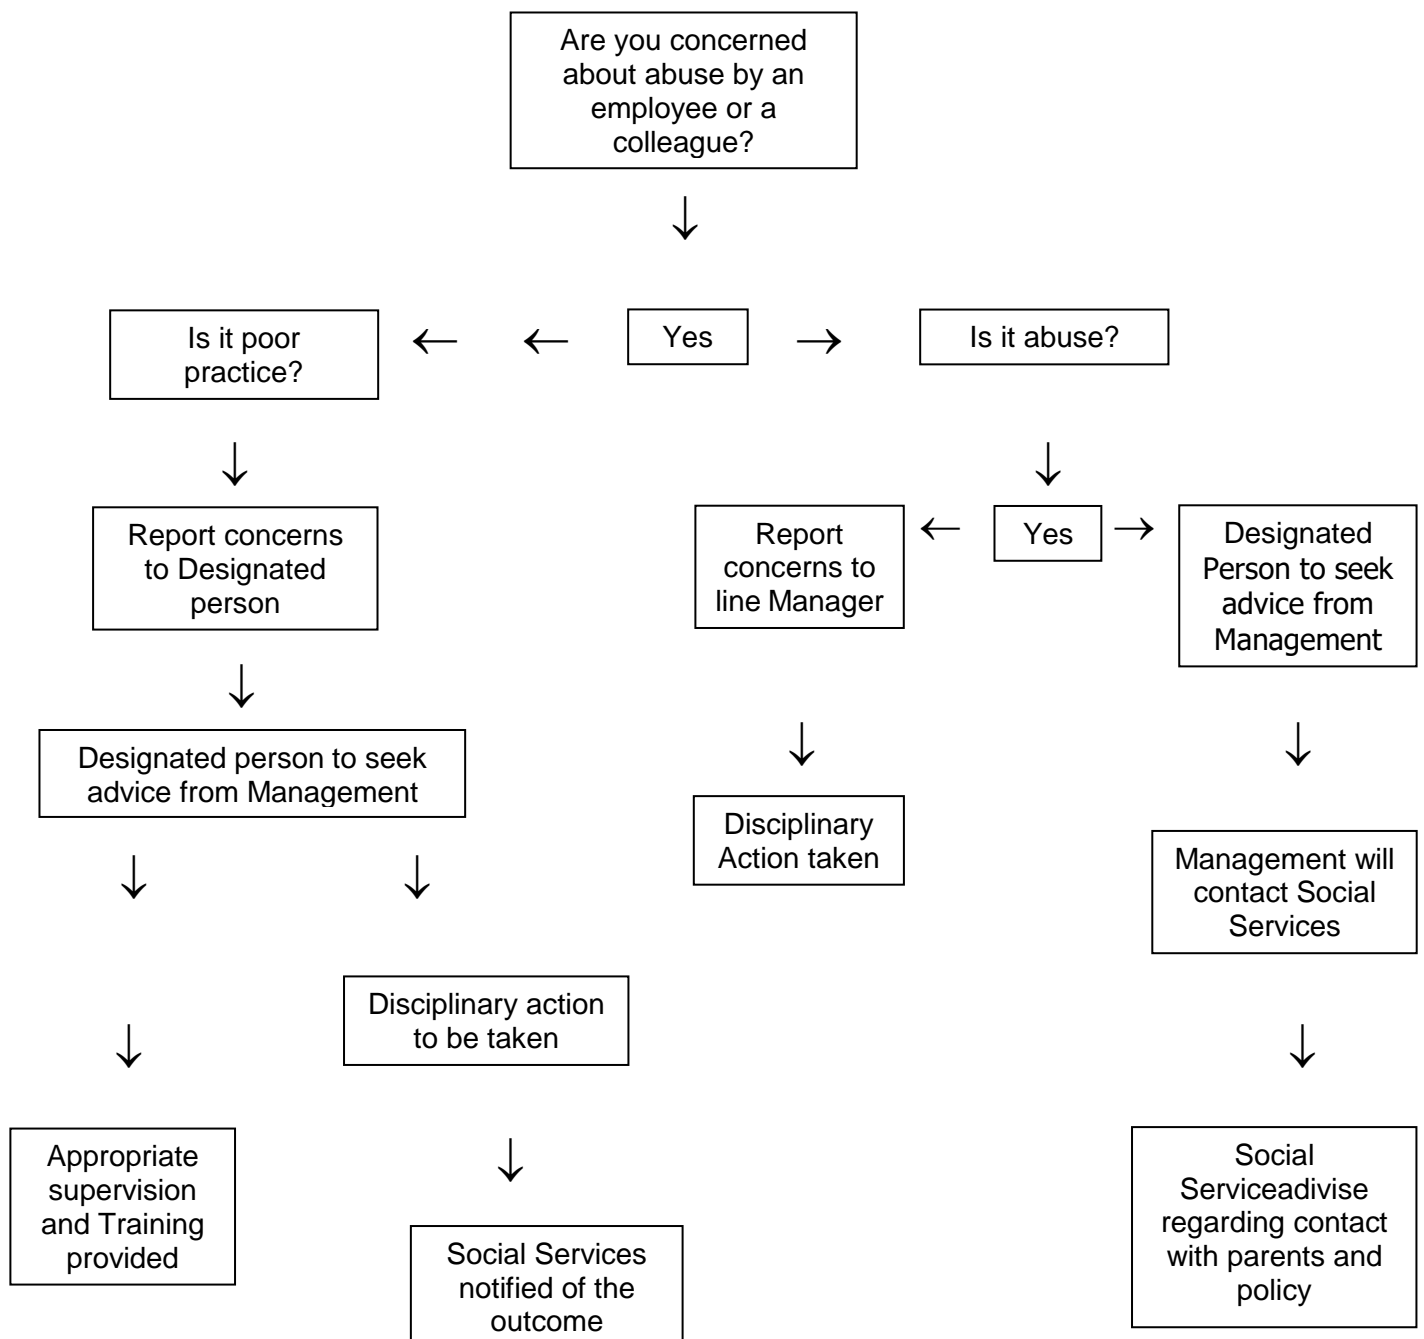 Are you concerned
about abuse by an
employee or a
colleague?
Is it poor
practice?
Yes
Is it abuse?
Report concerns
to Designated
person
Report
concerns to
line Manager
Yes
Designated
Person to seek
advice from
Management
Designated person to seek
advice from Management
Disciplinary
Action taken
Management will
contact Social
Services
Disciplinary action
to be taken
Appropriate
supervision
and Training
provided
Social Services
notified of the
outcome
Social
Serviceadivise
regarding contact
with parents and
policy